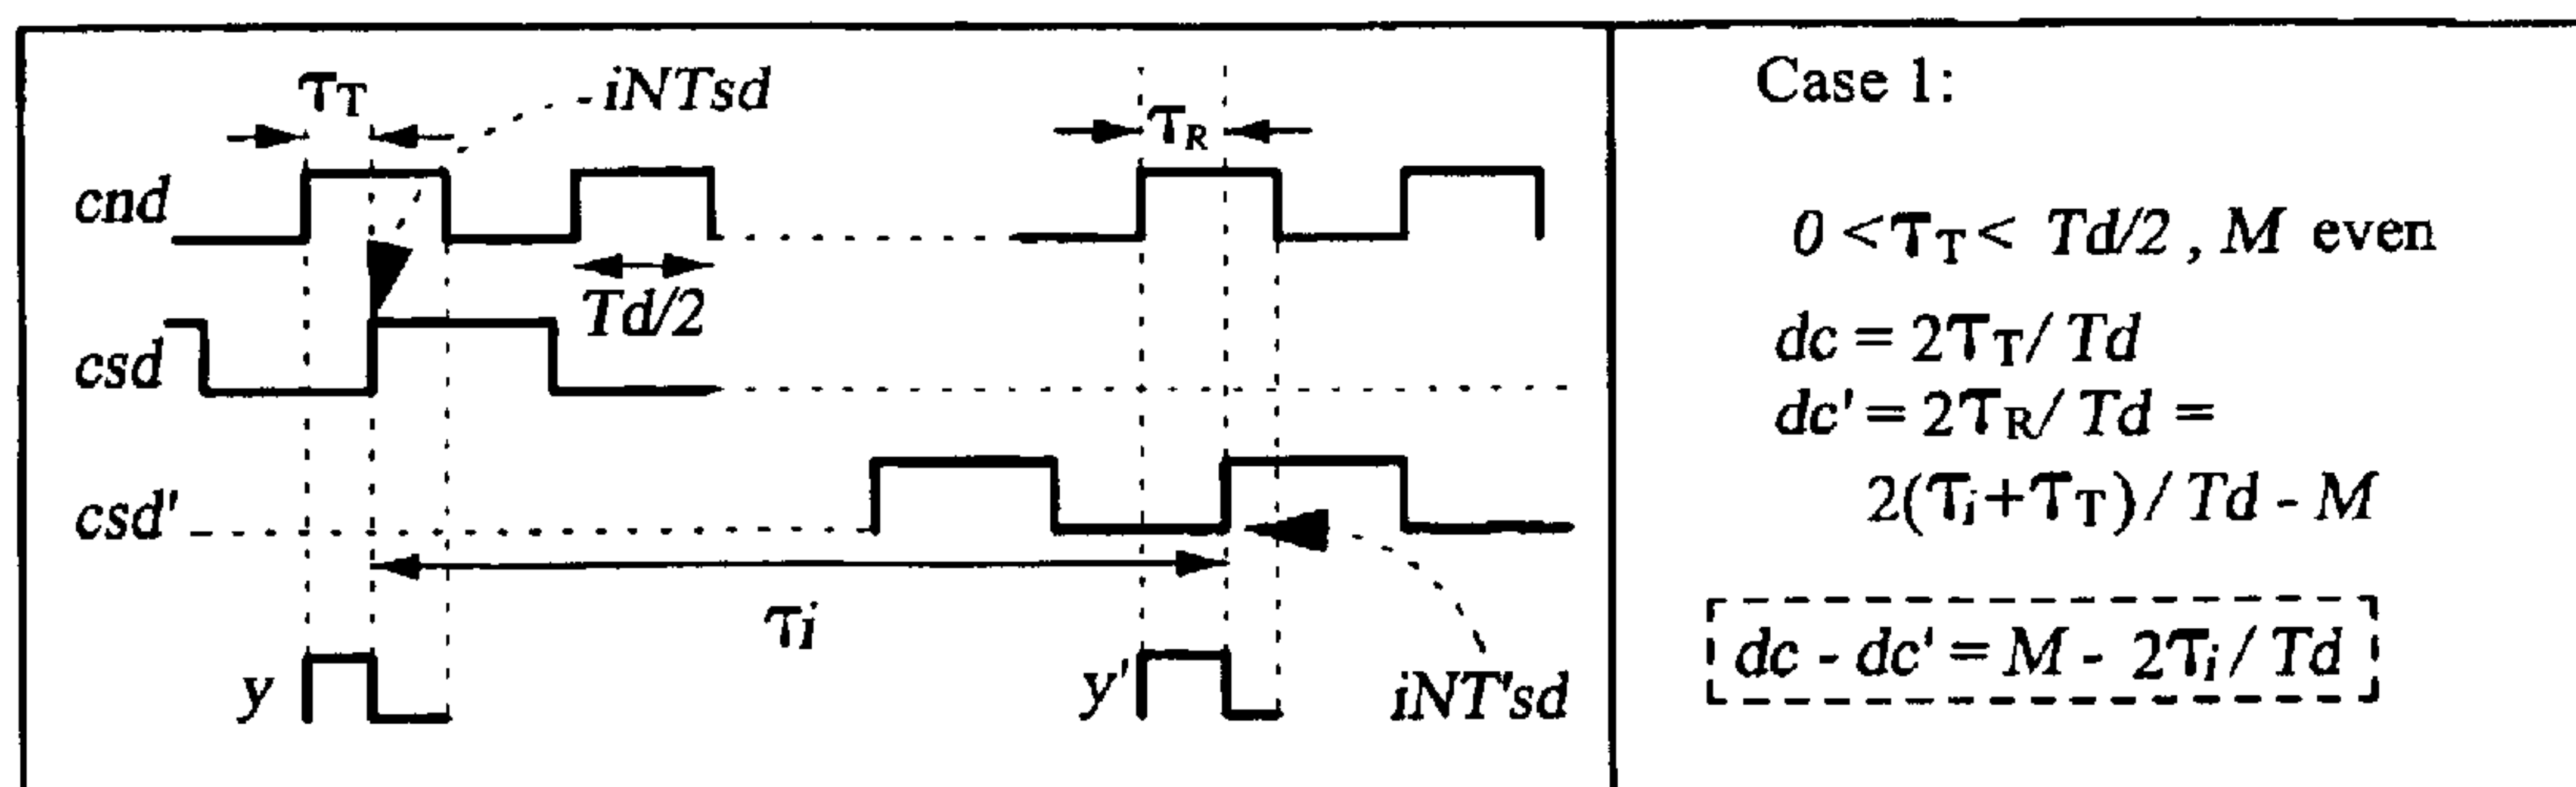 τT
iNTsd
τR
cnd
Td/2
csd
csd'
τi
y
y'
iNT'sd
Case 1:
0 < τT < Td/2 , M even
dc = 2τT/ Td
dc' = 2τR/ Td =
2(τi+τT)/ Td - M
dc - dc' = M - 2τi/ Td